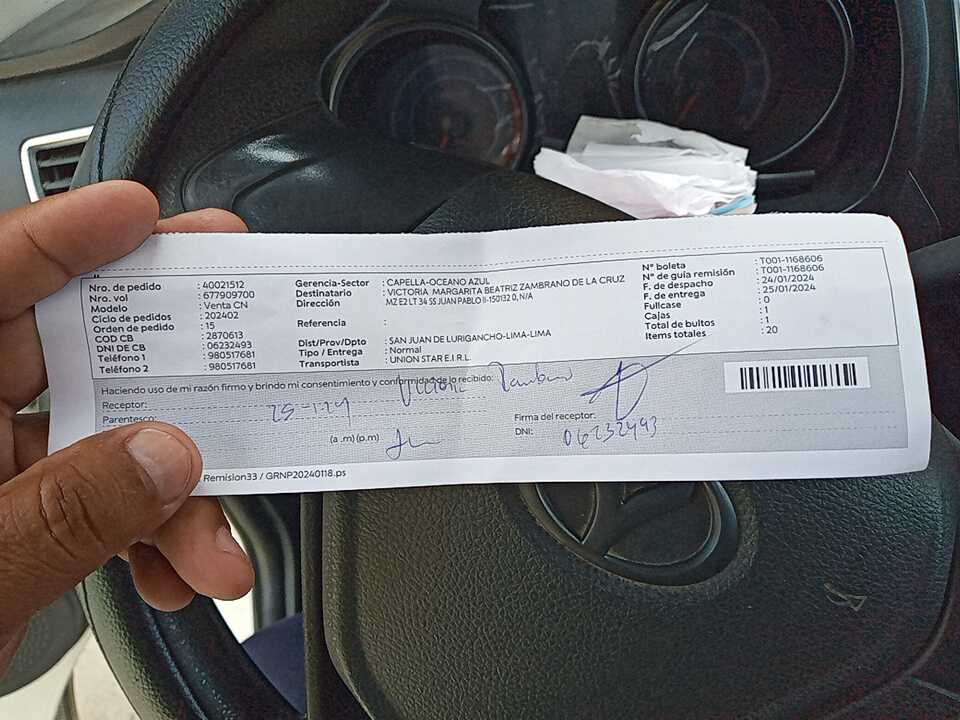 Nro. de pedido : 40021512
Nro. vol : 677909700
Modelo : Venta CN
Ciclo de pedidos : 202402
Orden de pedido : 15
COD CB : 2870613
DNI DE CB : 06232493
Teléfono 1 : 980517681
Teléfono 2 : 980517681
Gerencia-Sector : CAPELLA-OCEANO AZUL
Destinatario : VICTORIA MARGARITA BEATRIZ ZAMBRANO DE LA CRUZ
Dirección MZ E2 LT 34 SS JUAN PABLO II-150132 0, N/A
Referencia :
Dist/Prov/Dpto : SAN JUAN DE LURIGANCHO-LIMA-LIMA
Tipo / Entrega : Normal
Transportista : UNION STAR E.I R.L.
N° boleta : T001-1168606
N° de guía remisión : T001-1168606
F. de despacho : 24/01/2024
F. de entrega : 25/01/2024
Fullcase : 0
Cajas : 1
Total de bultos : 1
Items totales : 20
Haciendo uso de mi razón firmo y brindo mi consentimiento y conformidad de lo recibido.
Receptor: Victoria Zambrano
Parentesco:
(a .m) (p.m)
Firma del receptor:
DNI: 06232493
Remision33 / GRNP20240118.ps